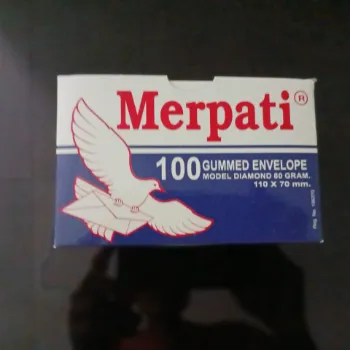 Merpati®
100 GUMMED ENVELOPE
MODEL DIAMOND 80 GRAM.
110 X 70 mm.